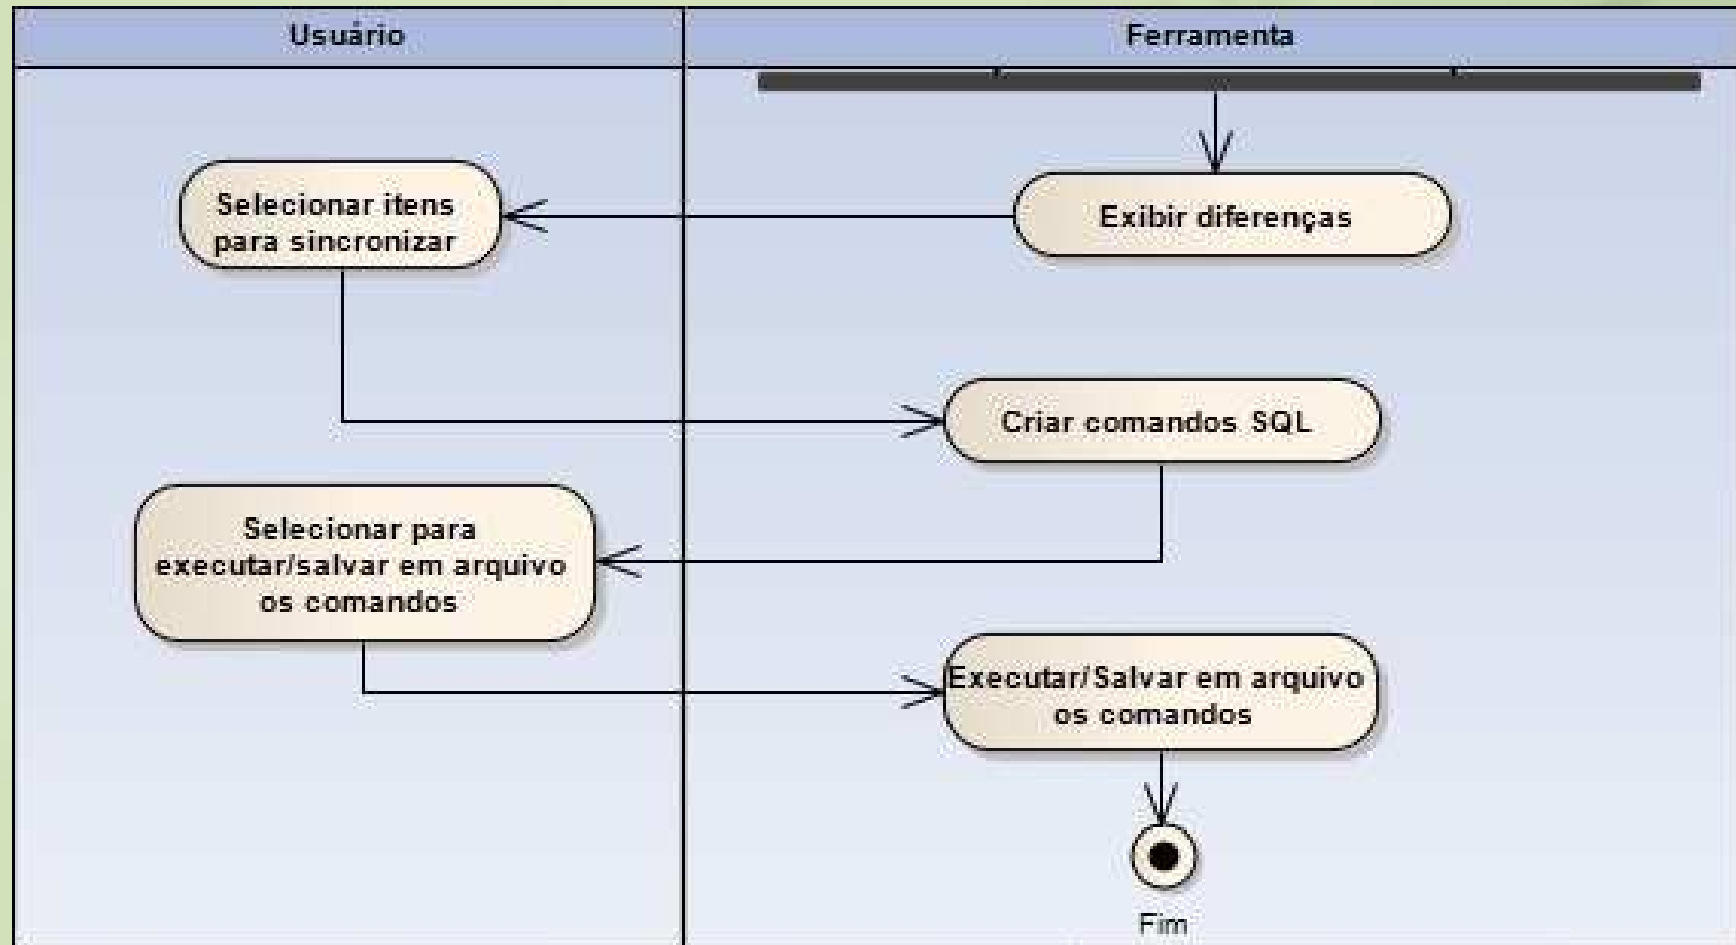 Usuário
Ferramenta
Exibir diferenças
Selecionar itens
para sincronizar
Criar comandos SQL
Selecionar para
executar/salvar em arquivo
os comandos
Executar/Salvar em arquivo
os comandos
Fim